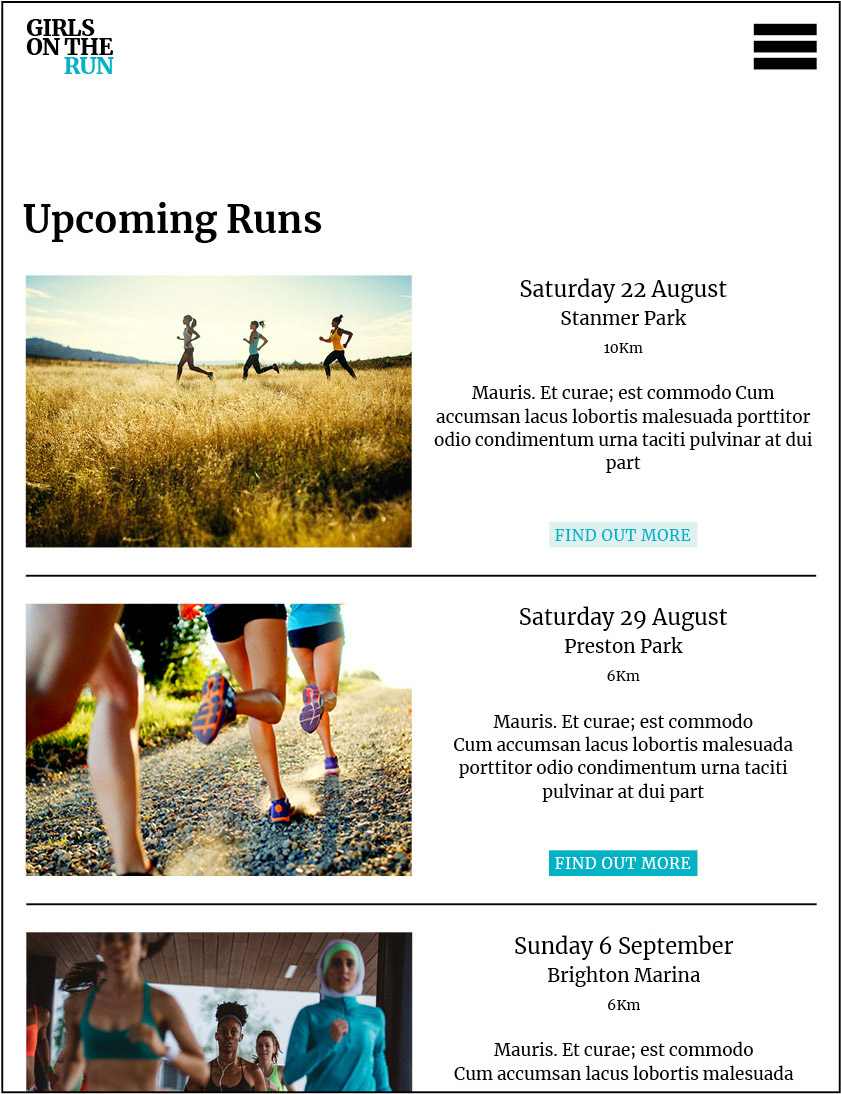 GIRLS
ON THE
RUN
Upcoming Runs
Saturday 22 August
Stanmer Park
10Km
Mauris. Et curae; est commodo Cum
accumsan lacus lobortis malesuada porttitor
odio condimentum urna taciti pulvinar at dui
part
FIND OUT MORE
Saturday 29 August
Preston Park
6Km
Mauris. Et curae; est commodo
Cum accumsan lacus lobortis malesuada
porttitor odio condimentum urna taciti
pulvinar at dui part
FIND OUT MORE
Sunday 6 September
Brighton Marina
6Km
Mauris. Et curae; est commodo
Cum accumsan lacus lobortis malesuada